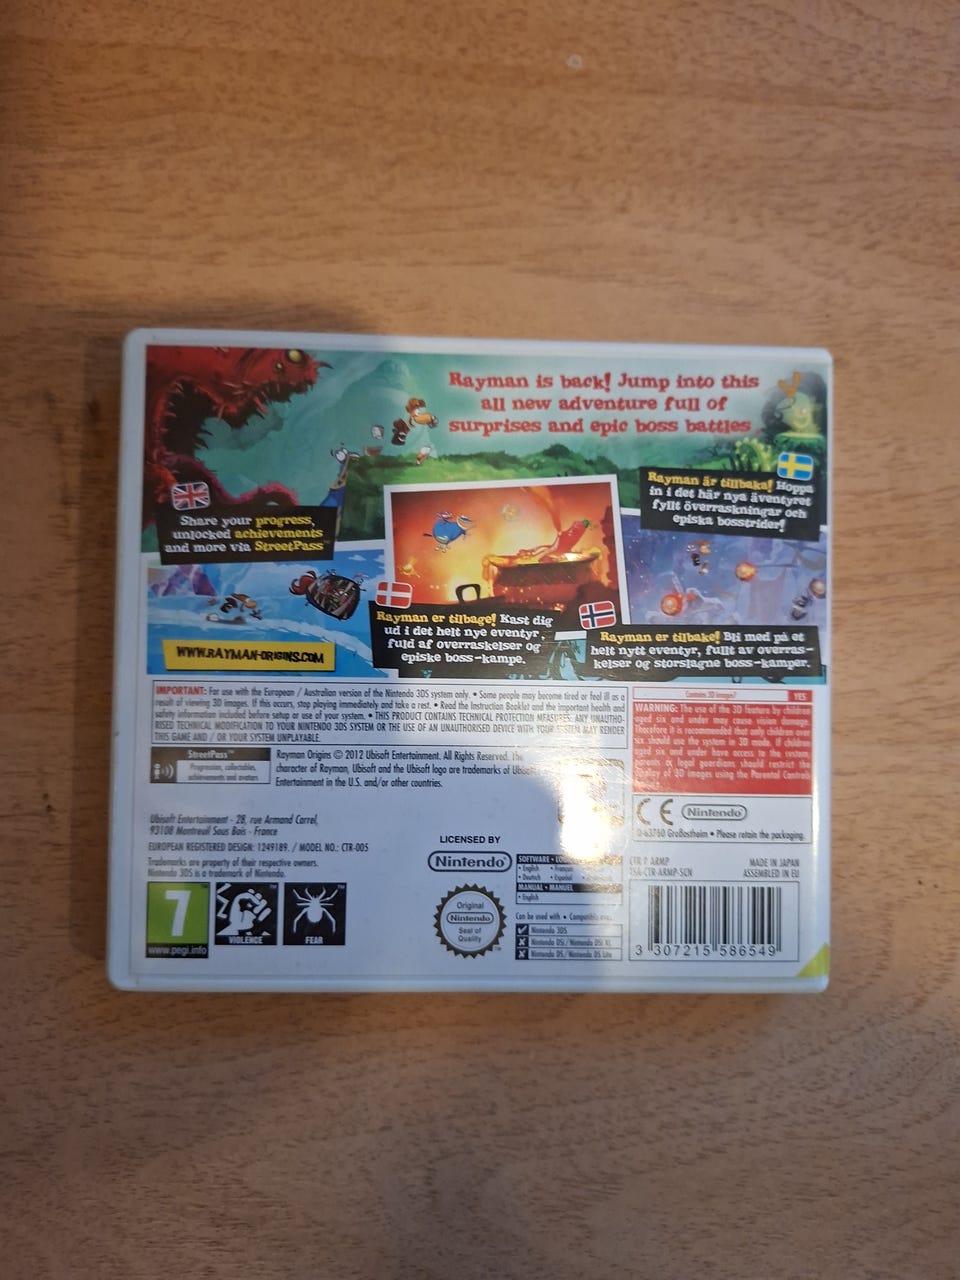 Rayman is back! Jump into this
all new adventure full of
surprises and epic boss battles
Share your progress,
unlocked achievements
and more via StreetPass™
Rayman är tillbaka! Hoppa
in i det här nya äventyret
fyllt överraskningar och
episka bosstrider!
Rayman er tilbage! Kast dig
ud i det helt nye eventyr,
fuld af overraskelser og
episke boss-kampe.
Rayman er tilbake! Bli med på et
helt nytt eventyr, fullt av overras-
kelser og storslagne boss-kamper.
WWW.RAYMAN-ORIGINS.COM
IMPORTANT: For use with the European / Australian version of the Nintendo 3DS system only. • Some people may become tired or feel ill as a
result of viewing 3D images. If this occurs, stop playing immediately and take a rest. • Read the Instruction Booklet and the important health and
safety information included before setup or use of your system. • THIS PRODUCT CONTAINS TECHNICAL PROTECTION MEASURES: ANY UNAUTHO-
RISED TECHNICAL MODIFICATION TO YOUR NINTENDO 3DS SYSTEM OR THE USE OF AN UNAUTHORISED DEVICE WITH YOUR SYSTEM MAY RENDER
THIS GAME AND / OR YOUR SYSTEM UNPLAYABLE.
Contains 3D images? YES
WARNING: The use of the 3D feature by children
aged six and under may cause vision damage.
Therefore it is recommended that only children over
six should use the system in 3D mode. If children
aged six and under have access to the system,
parents or legal guardians should restrict the
display of 3D images using the Parental Controls
StreetPass™
Progression, collectables,
achievements and avatars
Rayman Origins © 2012 Ubisoft Entertainment. All Rights Reserved. The
character of Rayman, Ubisoft and the Ubisoft logo are trademarks of Ubisoft
Entertainment in the U.S. and/or other countries.
CE Nintendo
D-63760 Großostheim • Please retain the packaging.
Ubisoft Entertainment - 28, rue Armand Carrel,
93108 Montreuil Sous Bois - France
EUROPEAN REGISTERED DESIGN: 1249189. / MODEL NO.: CTR-005
Trademarks are property of their respective owners.
Nintendo 3DS is a trademark of Nintendo.
LICENSED BY
Nintendo®
SOFTWARE •
• English • Français
• Deutsch • Español
MANUAL • MANUEL
• English
Can be used with •
Nintendo 3DS
Nintendo DSi / Nintendo DSi XL
Nintendo DS / Nintendo DS Lite
Original
Nintendo
Seal of
Quality
™
CTR P ARMP
TSA-CTR-ARMP-SCN
MADE IN JAPAN
ASSEMBLED IN EU
3 307215 586549
7
www.pegi.info
VIOLENCE
FEAR